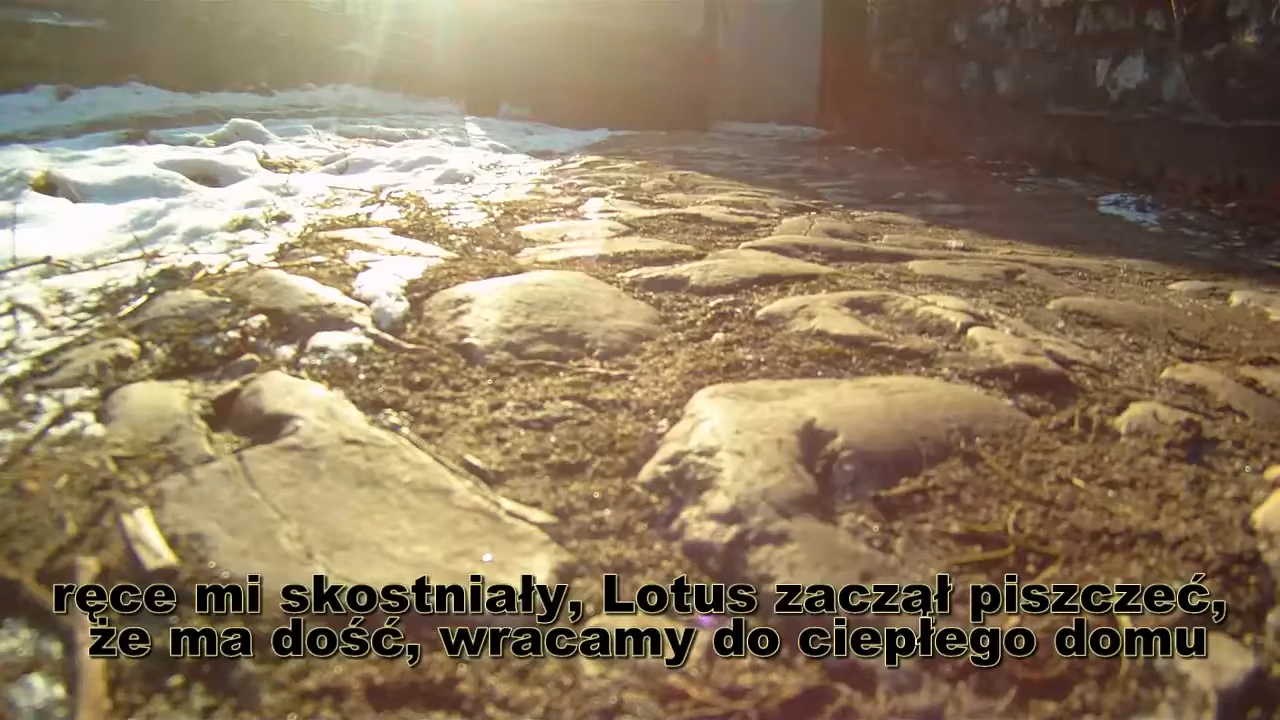 ręce mi skostniały, Lotus zaczął piszczeć,
że ma dość, wracamy do ciepłego domu